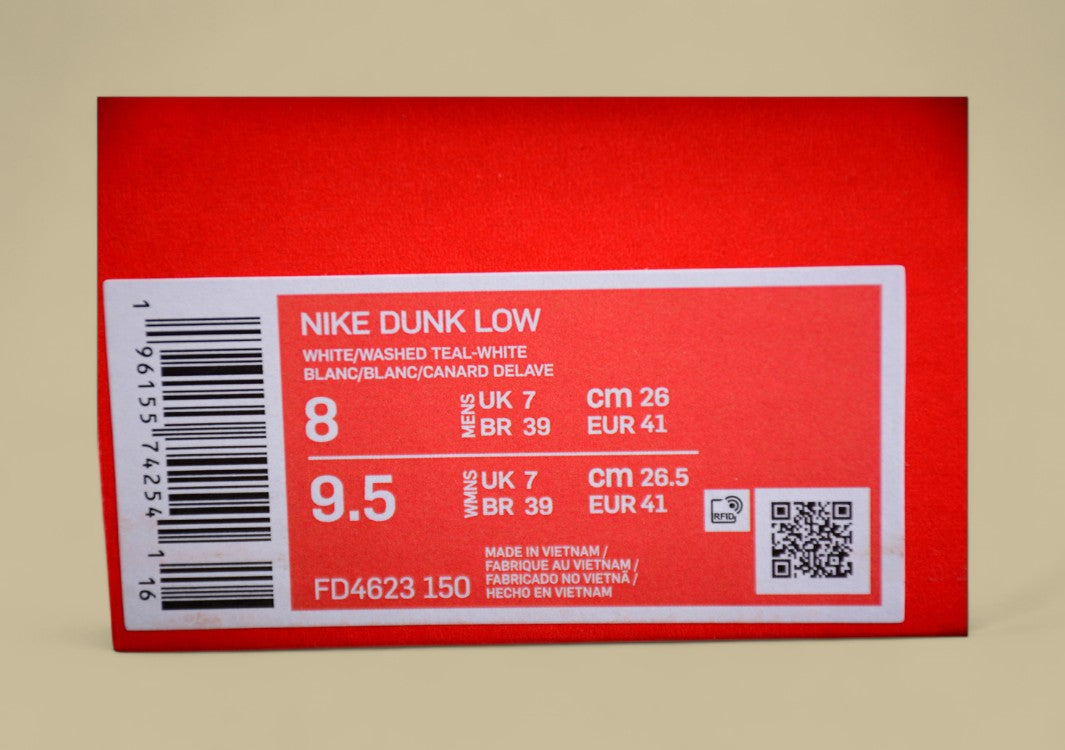 1 96155 74254 1 16
NIKE DUNK LOW
WHITE/WASHED TEAL-WHITE
BLANC/BLANC/CANARD DELAVE
8 MENS UK 7 cm 26
BR 39 EUR 41
9.5 WMNS UK 7 cm 26.5
BR 39 EUR 41
RFID
MADE IN VIETNAM /
FABRIQUE AU VIETNAM /
FABRICADO NO VIETNÃ /
HECHO EN VIETNAM
FD4623 150